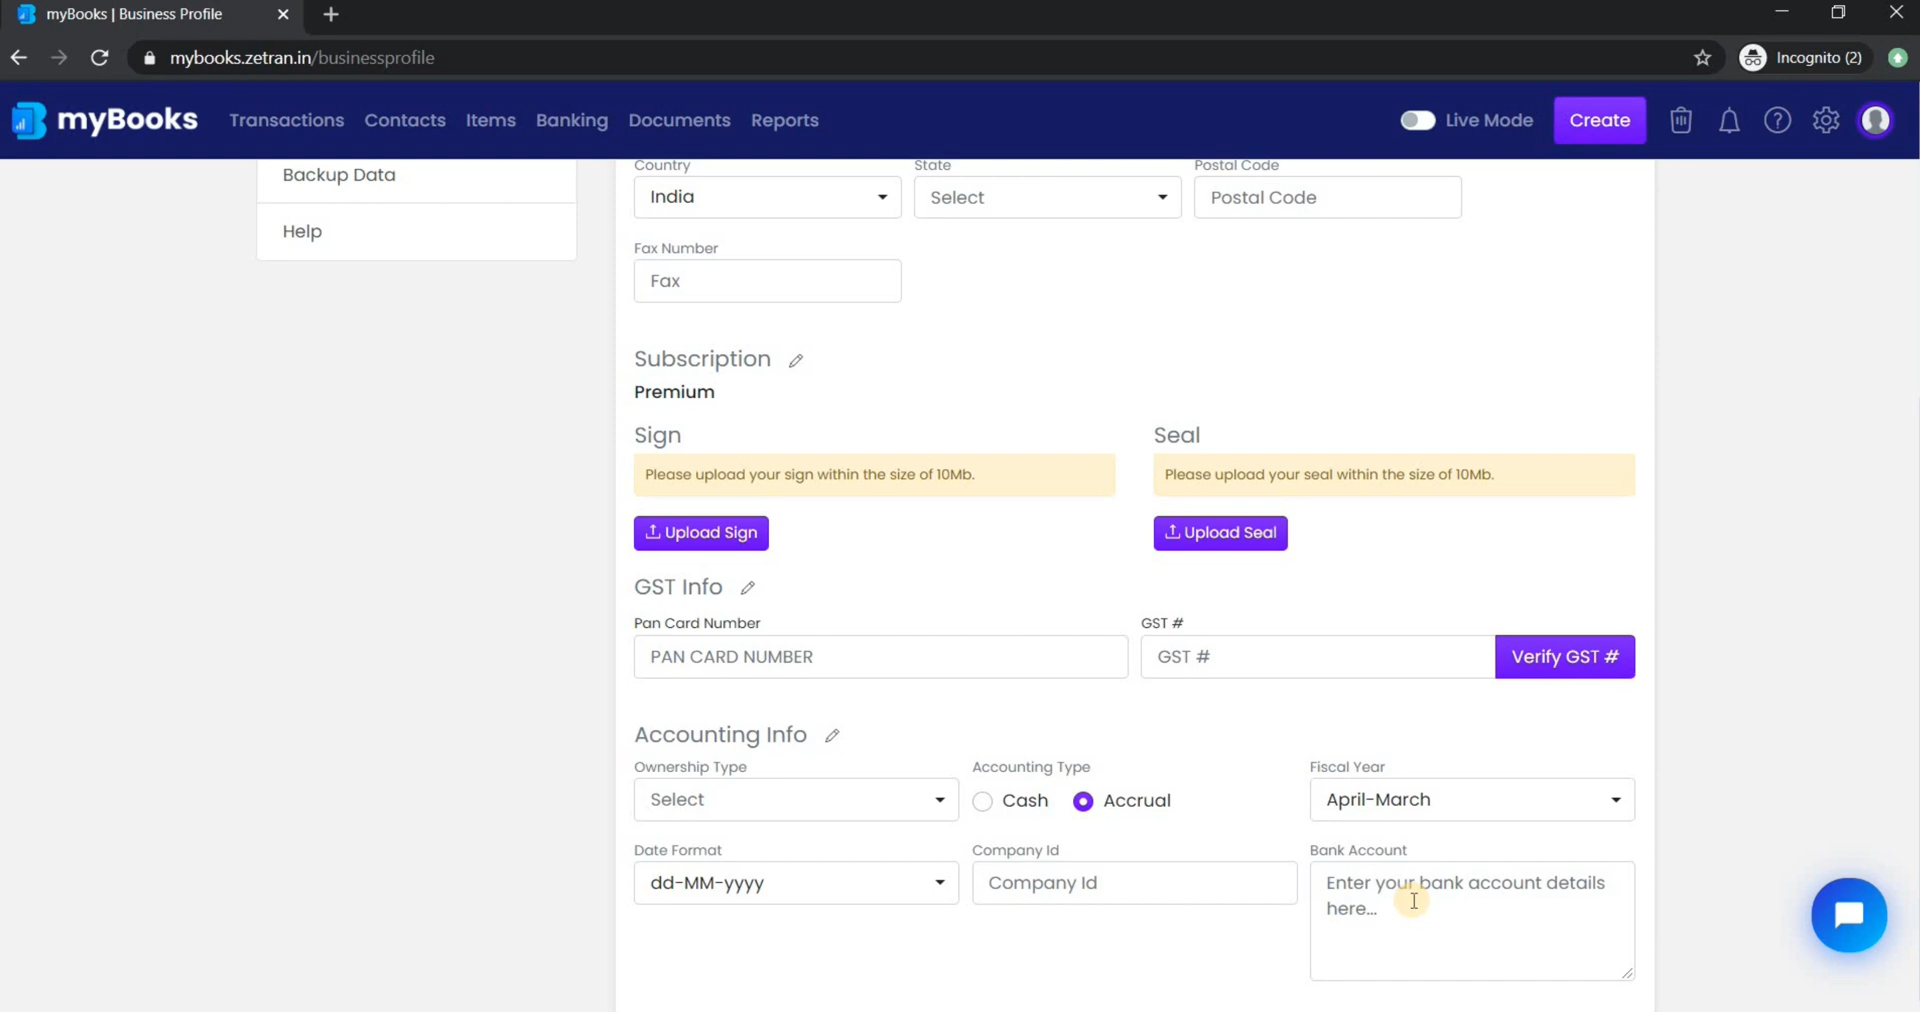 myBooks | Business Profile
mybooks.zetran.in/businessprofile
Incognito (2)
myBooks
Transactions
Contacts
Items
Banking
Documents
Reports
Live Mode
Create
Backup Data
Help
Country
State
Postal Code
India
Select
Postal Code
Fax Number
Fax
Subscription
Premium
Sign
Seal
Please upload your sign within the size of 10Mb.
Please upload your seal within the size of 10Mb.
Upload Sign
Upload Seal
GST Info
Pan Card Number
GST #
PAN CARD NUMBER
GST #
Verify GST #
Accounting Info
Ownership Type
Accounting Type
Fiscal Year
Select
Cash
Accrual
April-March
Date Format
Company Id
Bank Account
dd-MM-yyyy
Company Id
Enter your bank account details
here...